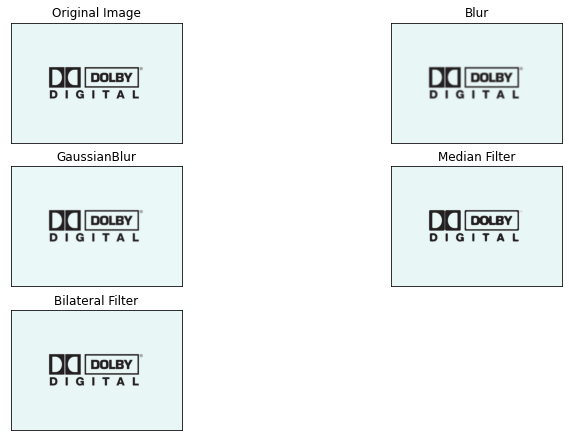 Original Image
DOLBY
DIGITAL
Blur
DOLBY
DIGITAL
GaussianBlur
DOLBY
DIGITAL
Median Filter
DOLBY
DIGITAL
Bilateral Filter
DOLBY
DIGITAL